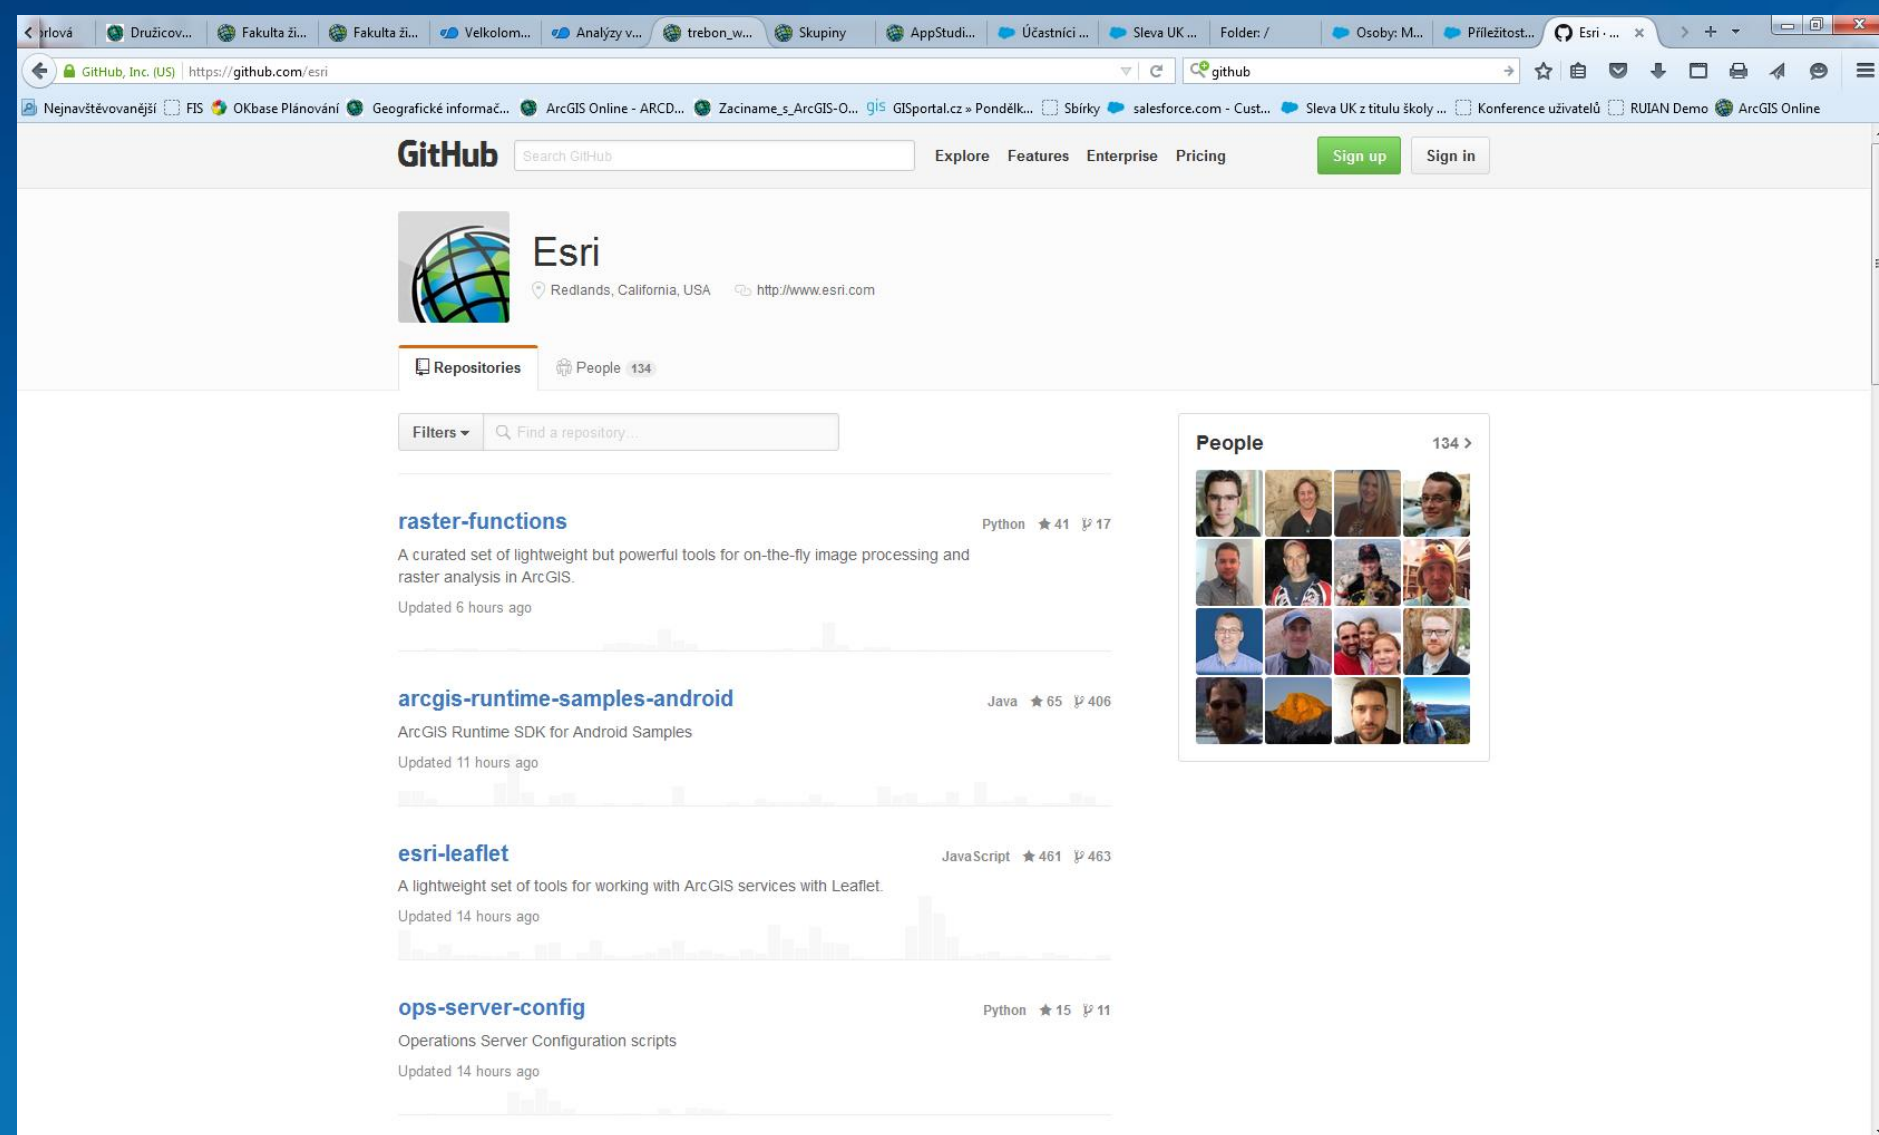 orlová Družicov... Fakulta ži... Fakulta ži... Velkolom... Analýzy v... trebon_w... Skupiny AppStudi... Účastníci ... Sleva UK ... Folder: / Osoby: M... Příležitost... Esri · ...
GitHub, Inc. (US) https://github.com/esri github
Nejnavštěvovanější FIS OKbase Plánování Geografické informač... ArcGIS Online - ARCD... Zaciname_s_ArcGIS-O... gis GISportal.cz » Pondělk... Sbírky salesforce.com - Cust... Sleva UK z titulu školy ... Konference uživatelů RUIAN Demo ArcGIS Online
GitHub Search GitHub Explore Features Enterprise Pricing Sign up Sign in
Esri
Redlands, California, USA http://www.esri.com
Repositories People 134
Filters Find a repository...
People 134
raster-functions Python 41 17
A curated set of lightweight but powerful tools for on-the-fly image processing and
raster analysis in ArcGIS.
Updated 6 hours ago
arcgis-runtime-samples-android Java 65 406
ArcGIS Runtime SDK for Android Samples
Updated 11 hours ago
esri-leaflet JavaScript 461 463
A lightweight set of tools for working with ArcGIS services with Leaflet.
Updated 14 hours ago
ops-server-config Python 15 11
Operations Server Configuration scripts
Updated 14 hours ago